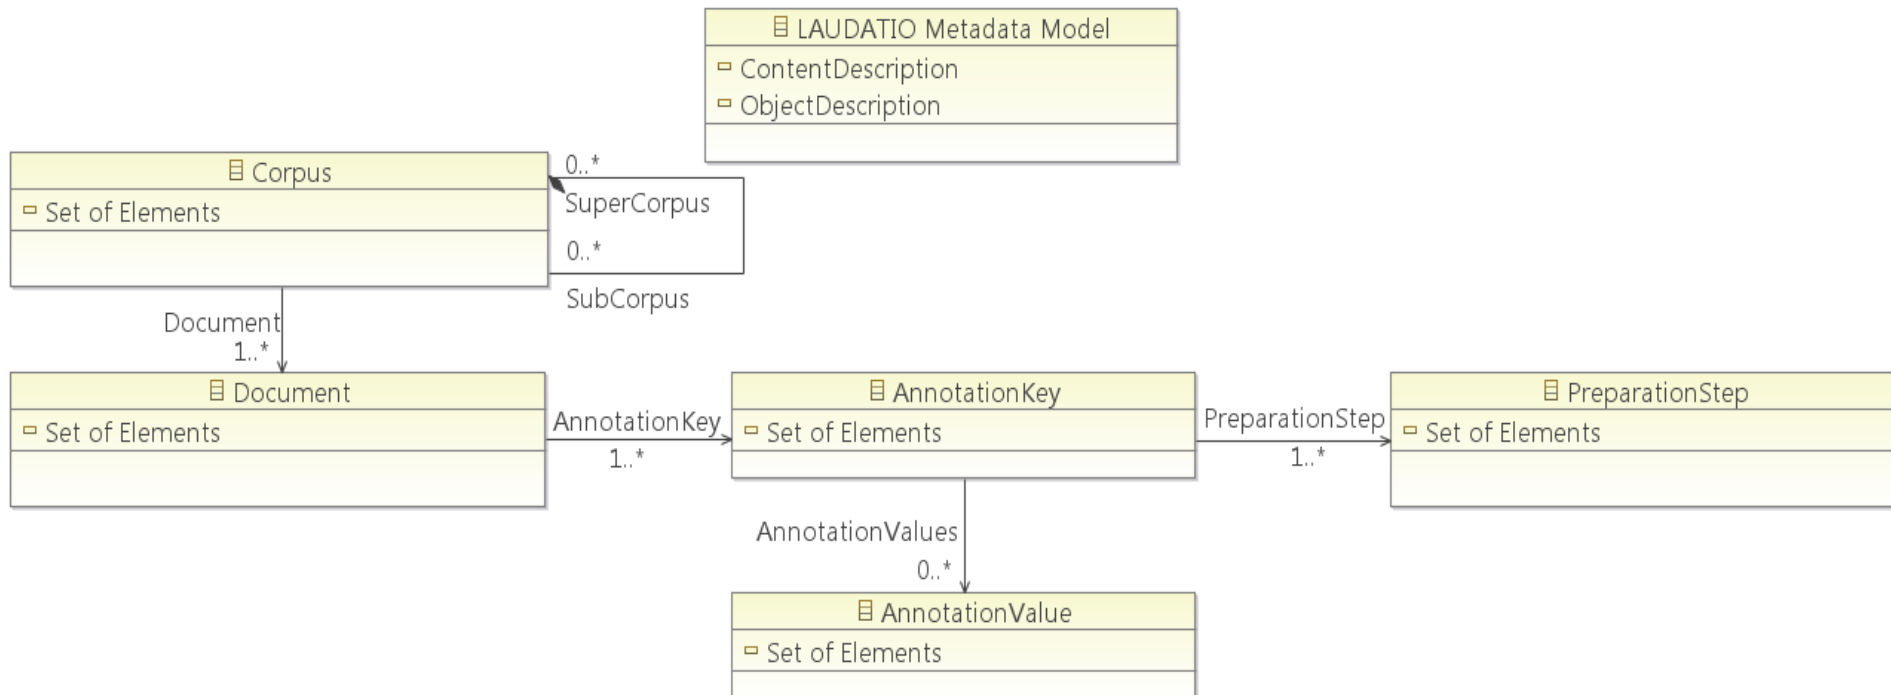 LAUDATIO Metadata Model
ContentDescription
ObjectDescription
Corpus
Set of Elements
0..*
SuperCorpus
0..*
SubCorpus
Document
1..*
Document
Set of Elements
AnnotationKey
1..*
AnnotationKey
Set of Elements
PreparationStep
1..*
PreparationStep
Set of Elements
AnnotationValues
0..*
AnnotationValue
Set of Elements